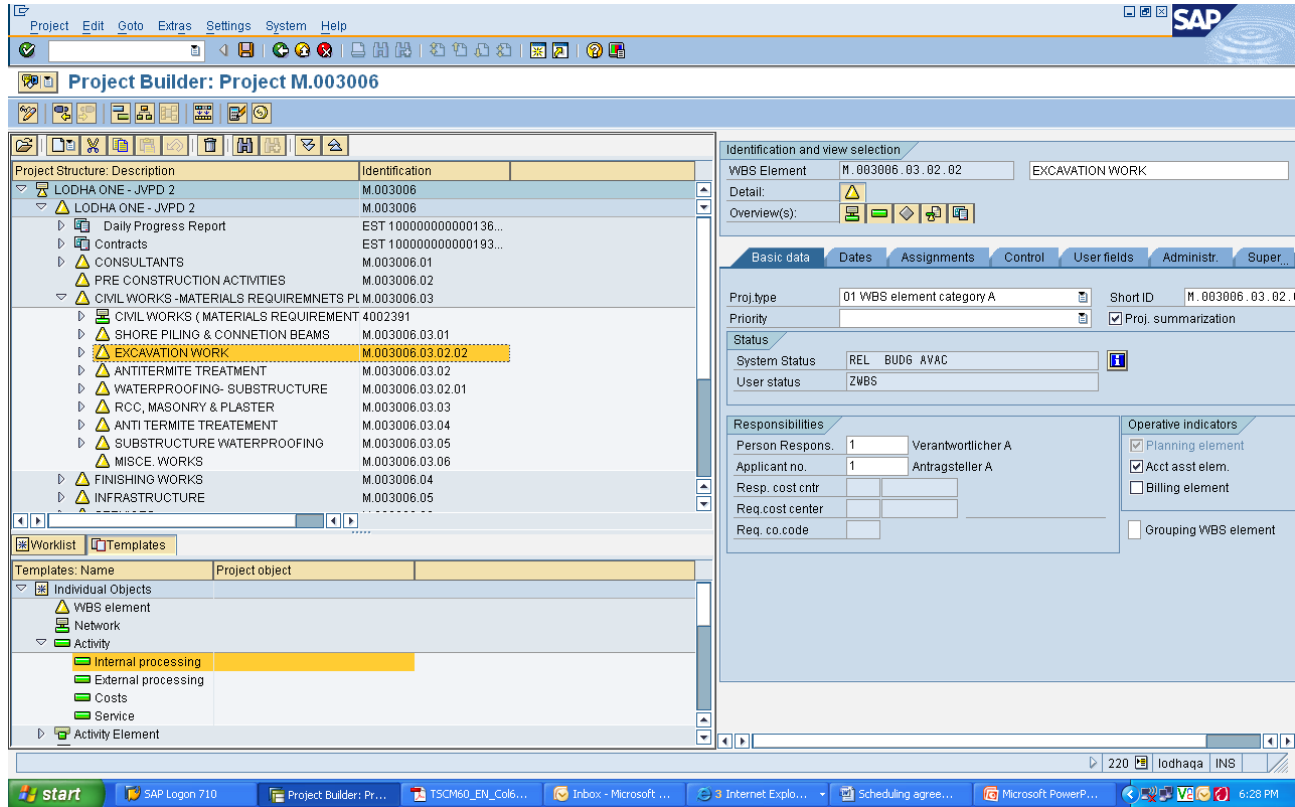 Project Edit Goto Extras Settings System Help
SAP
Project Builder: Project M.003006
Project Structure: Description Identification
LODHA ONE - JVPD 2 M.003006
LODHA ONE - JVPD 2 M.003006
Daily Progress Report EST 100000000000136...
Contracts EST 100000000000193...
CONSULTANTS M.003006.01
PRE CONSTRUCTION ACTIVITIES M.003006.02
CIVIL WORKS -MATERIALS REQUIREMNETS PL M.003006.03
CIVIL WORKS ( MATERIALS REQUIREMENT 4002391
SHORE PILING & CONNETION BEAMS M.003006.03.01
EXCAVATION WORK M.003006.03.02.02
ANTITERMITE TREATMENT M.003006.03.02
WATERPROOFING- SUBSTRUCTURE M.003006.03.02.01
RCC, MASONRY & PLASTER M.003006.03.03
ANTI TERMITE TREATEMENT M.003006.03.04
SUBSTRUCTURE WATERPROOFING M.003006.03.05
MISCE. WORKS M.003006.03.06
FINISHING WORKS M.003006.04
INFRASTRUCTURE M.003006.05
Worklist Templates
Templates: Name Project object
Individual Objects
WBS element
Network
Activity
Internal processing
External processing
Costs
Service
Activity Element
Identification and view selection
WBS Element M.003006.03.02.02 EXCAVATION WORK
Detail:
Overview(s):
Basic data Dates Assignments Control User fields Administr. Super...
Proj.type 01 WBS element category A Short ID M.003006.03.02.
Priority Proj. summarization
Status
System Status REL BUDG AVAC
User status ZWBS
Responsibilities Operative indicators
Person Respons. 1 Verantwortlicher A Planning element
Applicant no. 1 Antragsteller A Acct asst elem.
Resp. cost cntr Billing element
Req.cost center
Req. co.code Grouping WBS element
220 lodhaqa INS
start SAP Logon 710 Project Builder: Pr... TSCM60_EN_Col6... Inbox - Microsoft ... 3 Internet Explo... Scheduling agree... Microsoft PowerP... 6:28 PM